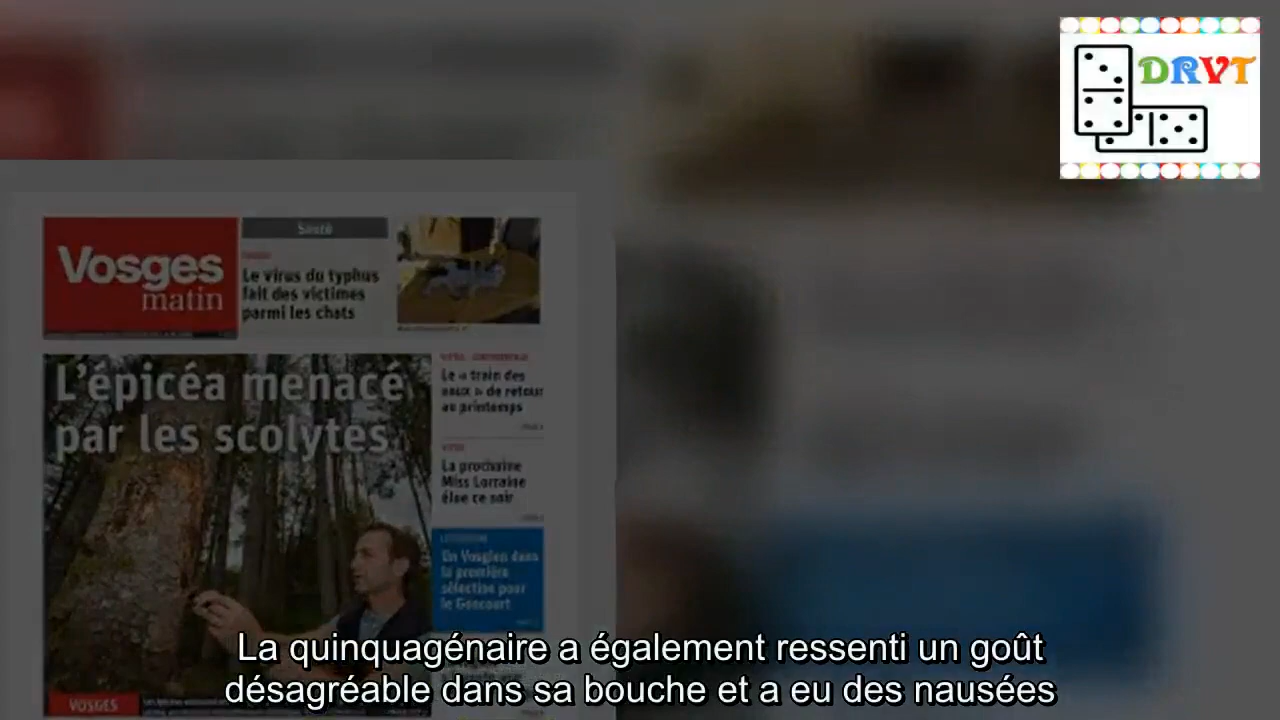 DRVT
Vosges
matin
Santé
Le virus du typhus
fait des victimes
parmi les chats
L'épicéa menacé
par les scolytes
Le « train des
eaux » de retour
au printemps
La prochaine
Miss Lorraine
élue ce soir
Un Vosgien dans
la première
sélection pour
le Goncourt
VOSGES
La quinquagénaire a également ressenti un goût
désagréable dans sa bouche et a eu des nausées